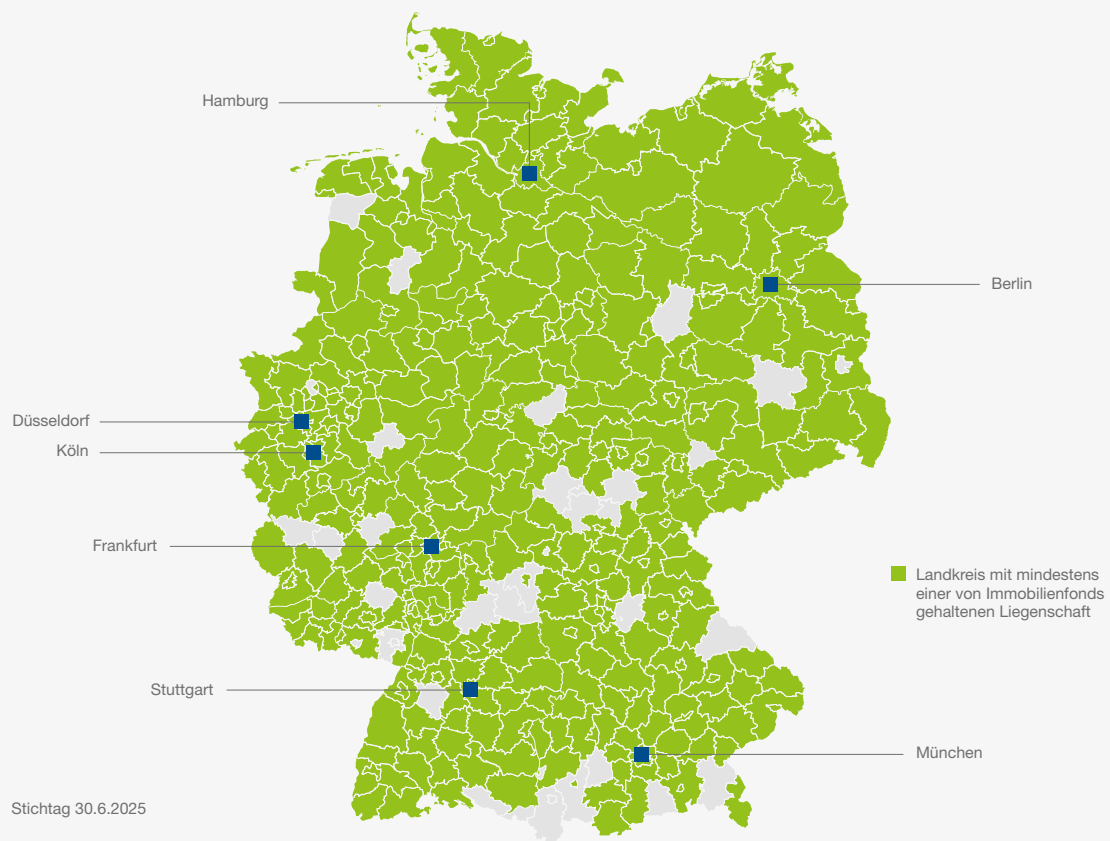 Hamburg
Berlin
Düsseldorf
Köln
Frankfurt
Landkreis mit mindestens
einer von Immobilienfonds
gehaltenen Liegenschaft
Stuttgart
München
Stichtag 30.6.2025